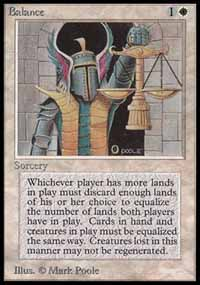 Balance 1
© POOLE
Sorcery
Whichever player has more lands
in play must discard enough lands
of his or her choice to equalize
the number of lands both players
have in play. Cards in hand and
creatures in play must be equalized
the same way. Creatures lost in this
manner may not be regenerated.
Illus. © Mark Poole